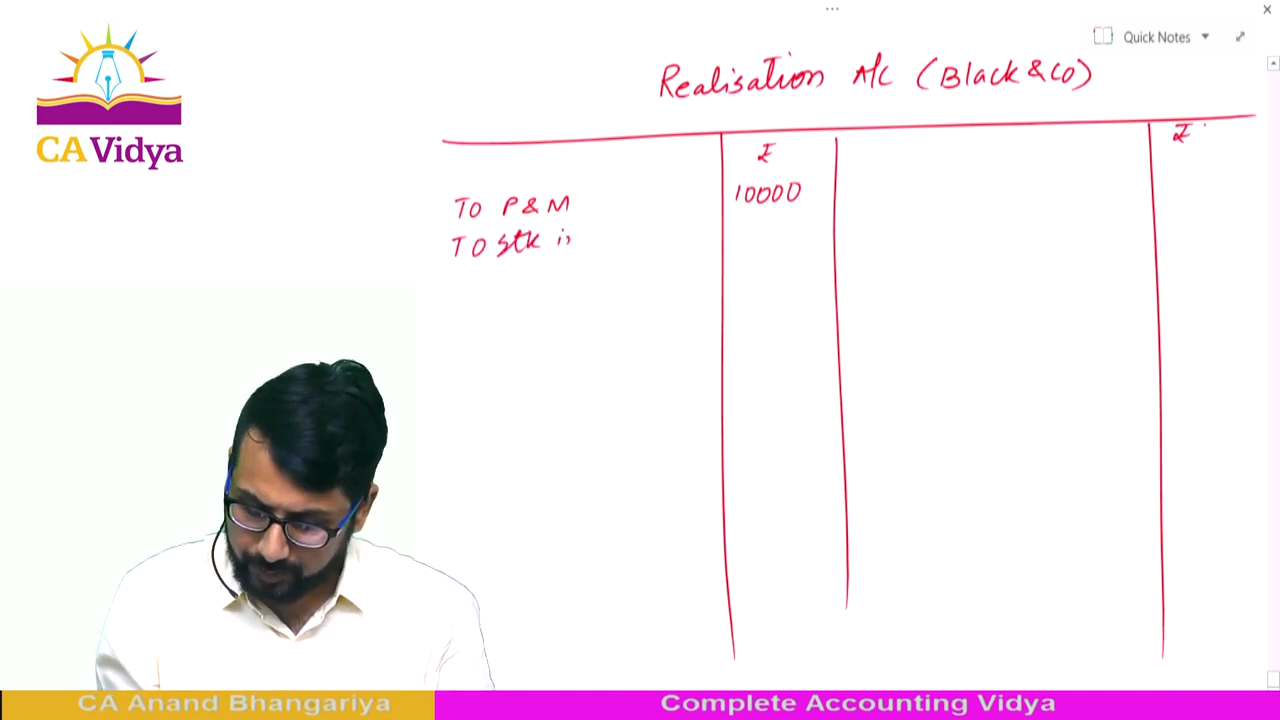 CA Vidya
Quick Notes
Realisation A/c (Black & Co)
₹
₹
To P & M 10000
To Stk i
CA Anand Bhangariya
Complete Accounting Vidya